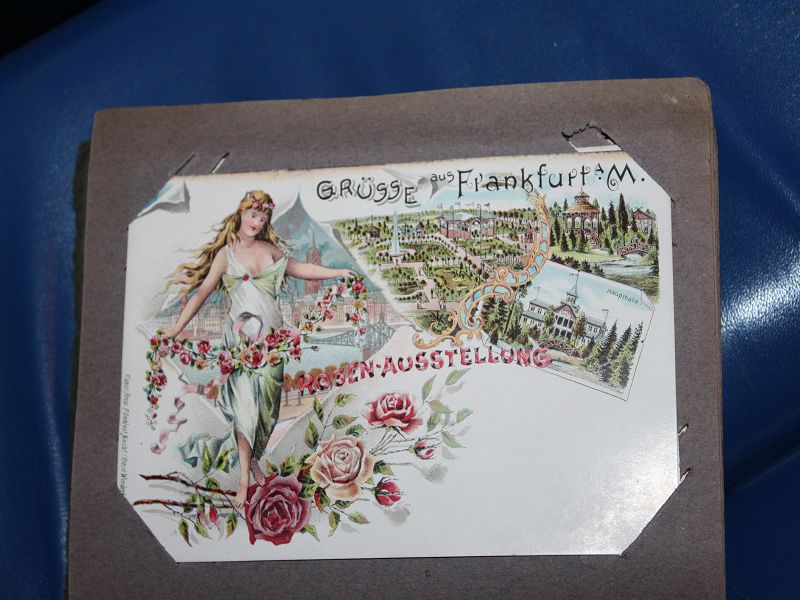 GRÜSSE aus Frankfurt A/M.
Haupthalle
ROSEN-AUSSTELLUNG